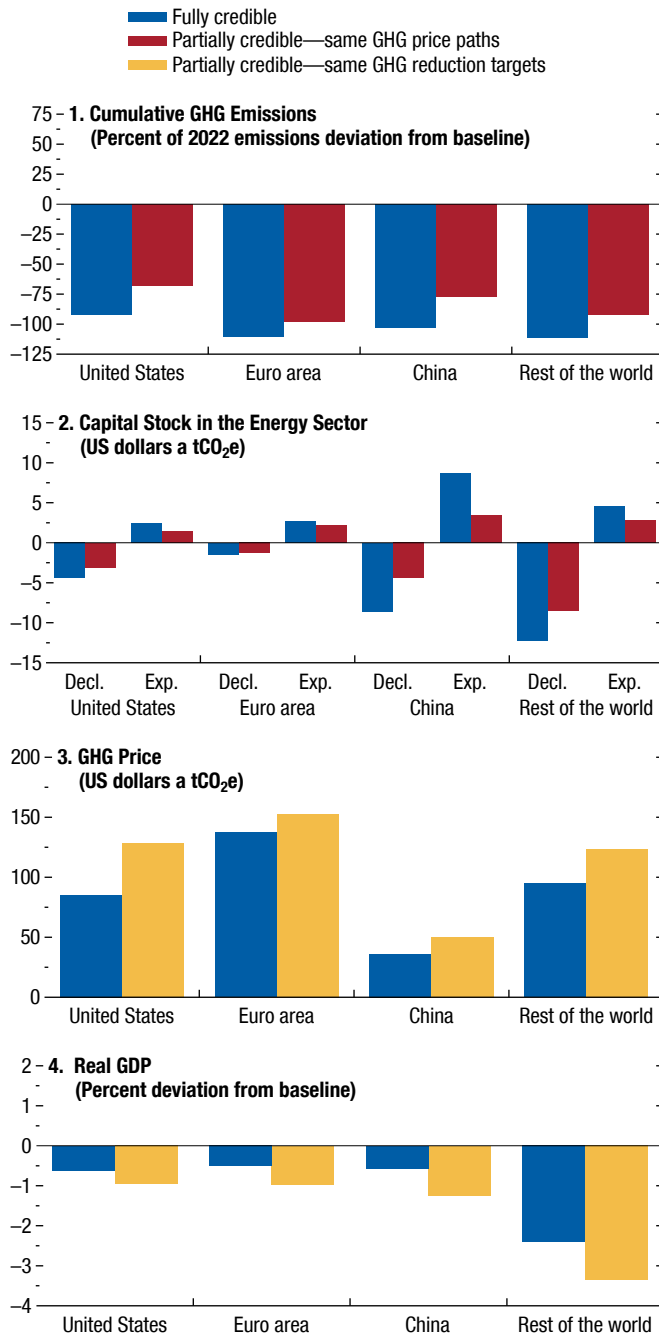 Fully credible
Partially credible—same GHG price paths
Partially credible—same GHG reduction targets
1. Cumulative GHG Emissions
(Percent of 2022 emissions deviation from baseline)
75
50
25
0
–25
–50
–75
–100
–125
United States Euro area China Rest of the world
2. Capital Stock in the Energy Sector
(US dollars a tCO₂e)
15
10
5
0
–5
–10
–15
Decl. Exp. Decl. Exp. Decl. Exp. Decl. Exp.
United States Euro area China Rest of the world
3. GHG Price
(US dollars a tCO₂e)
200
150
100
50
0
United States Euro area China Rest of the world
4. Real GDP
(Percent deviation from baseline)
2
1
0
–1
–2
–3
–4
United States Euro area China Rest of the world